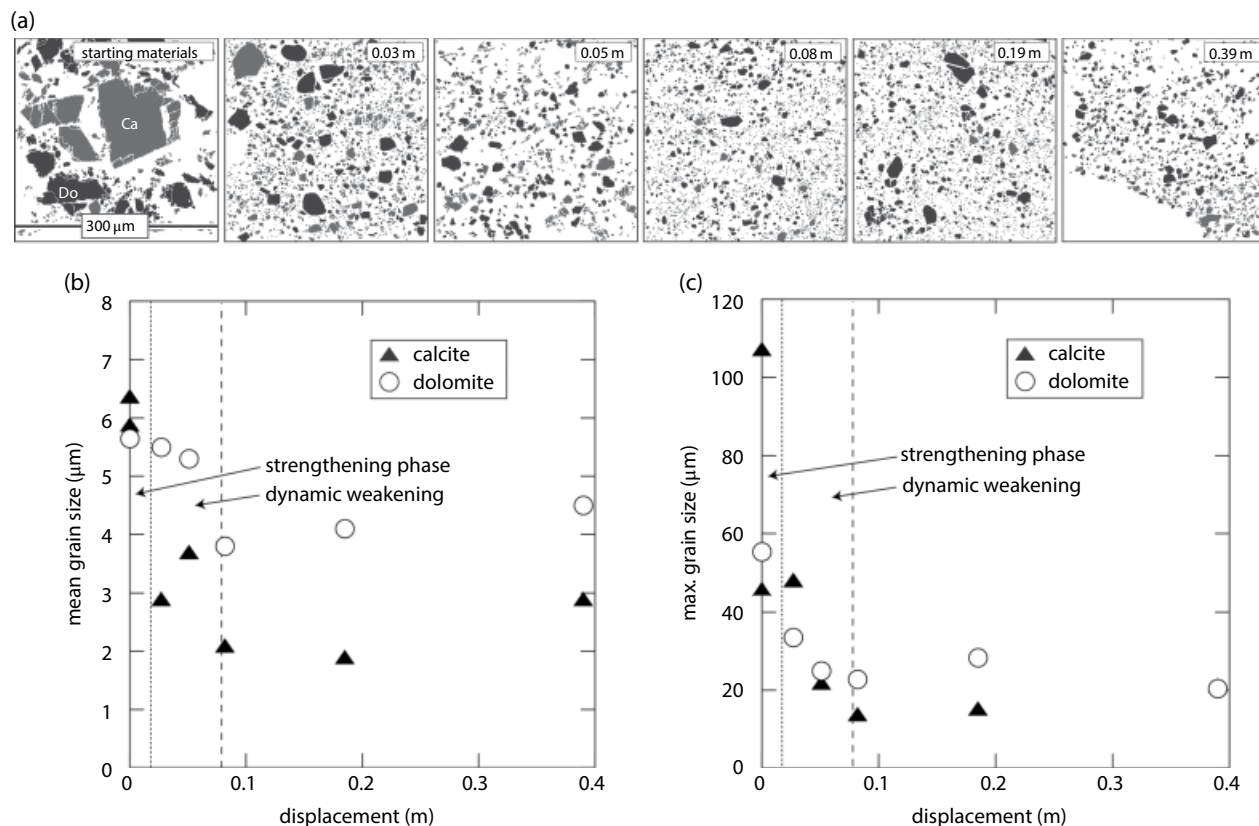 (a)
starting materials
0.03 m
0.05 m
0.08 m
0.19 m
0.39 m
Ca
Do
300 μm
(b)
8
7
6
5
4
3
2
1
0
mean grain size (μm)
calcite
dolomite
strengthening phase
dynamic weakening
0
0.1
0.2
0.3
0.4
displacement (m)
(c)
120
100
80
60
40
20
0
max. grain size (μm)
calcite
dolomite
strengthening phase
dynamic weakening
0
0.1
0.2
0.3
0.4
displacement (m)